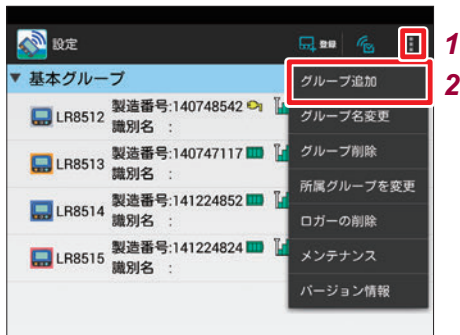 設定
登録
1
▼ 基本グループ
グループ追加
2
LR8512
製造番号:140748542
識別名 :
グループ名変更
LR8513
製造番号:140747117
識別名 :
グループ削除
所属グループを変更
LR8514
製造番号:141224852
識別名 :
ロガーの削除
LR8515
製造番号:141224824
識別名 :
メンテナンス
バージョン情報